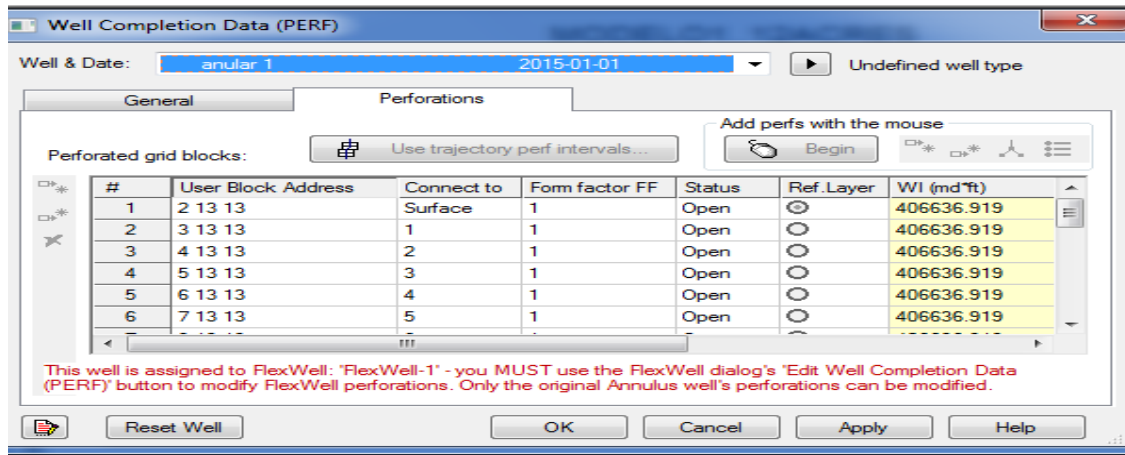 Well Completion Data (PERF)
Well & Date: anular 1 2015-01-01 Undefined well type
General Perforations
Add perfs with the mouse
Perforated grid blocks: Use trajectory perf intervals... Begin
# User Block Address Connect to Form factor FF Status Ref.Layer WI (md*ft)
1 2 13 13 Surface 1 Open 406636.919
2 3 13 13 1 1 Open 406636.919
3 4 13 13 2 1 Open 406636.919
4 5 13 13 3 1 Open 406636.919
5 6 13 13 4 1 Open 406636.919
6 7 13 13 5 1 Open 406636.919
This well is assigned to FlexWell: "FlexWell-1" - you MUST use the FlexWell dialog's "Edit Well Completion Data
(PERF)" button to modify FlexWell perforations. Only the original Annulus well's perforations can be modified.
Reset Well OK Cancel Apply Help